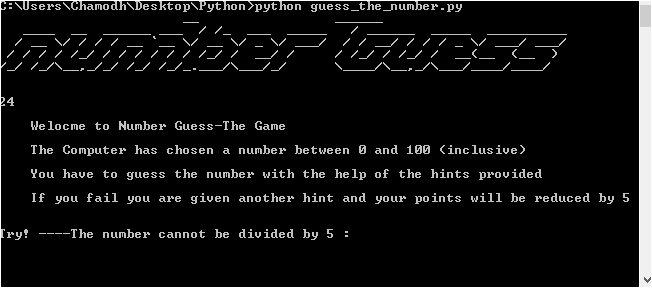 C:\Users\Chamodh\Desktop\Python>python guess_the_number.py
number Guess
24
Welocme to Number Guess-The Game
The Computer has chosen a number between 0 and 100 (inclusive)
You have to guess the number with the help of the hints provided
If you fail you are given another hint and your points will be reduced by 5
Try! ----The number cannot be divided by 5 :